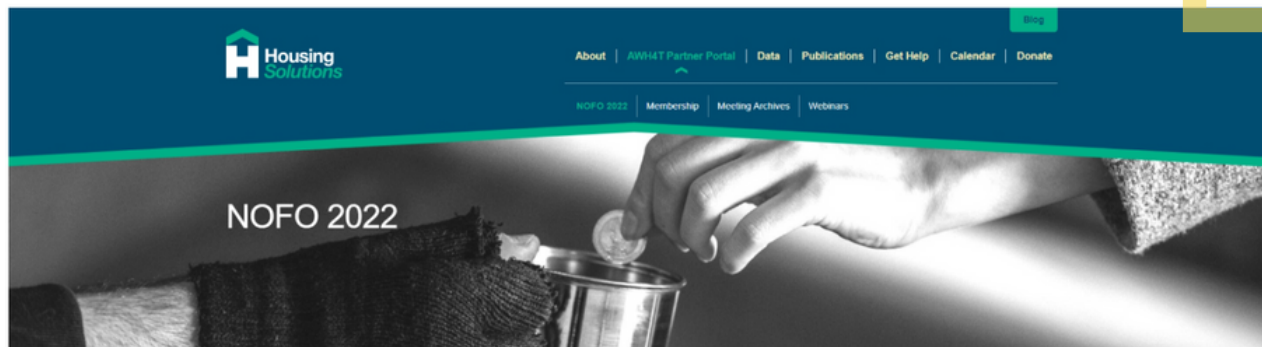 Blog
Housing
Solutions
About | AWH4T Partner Portal | Data | Publications | Get Help | Calendar | Donate
NOFO 2022 | Membership | Meeting Archives | Webinars
NOFO 2022